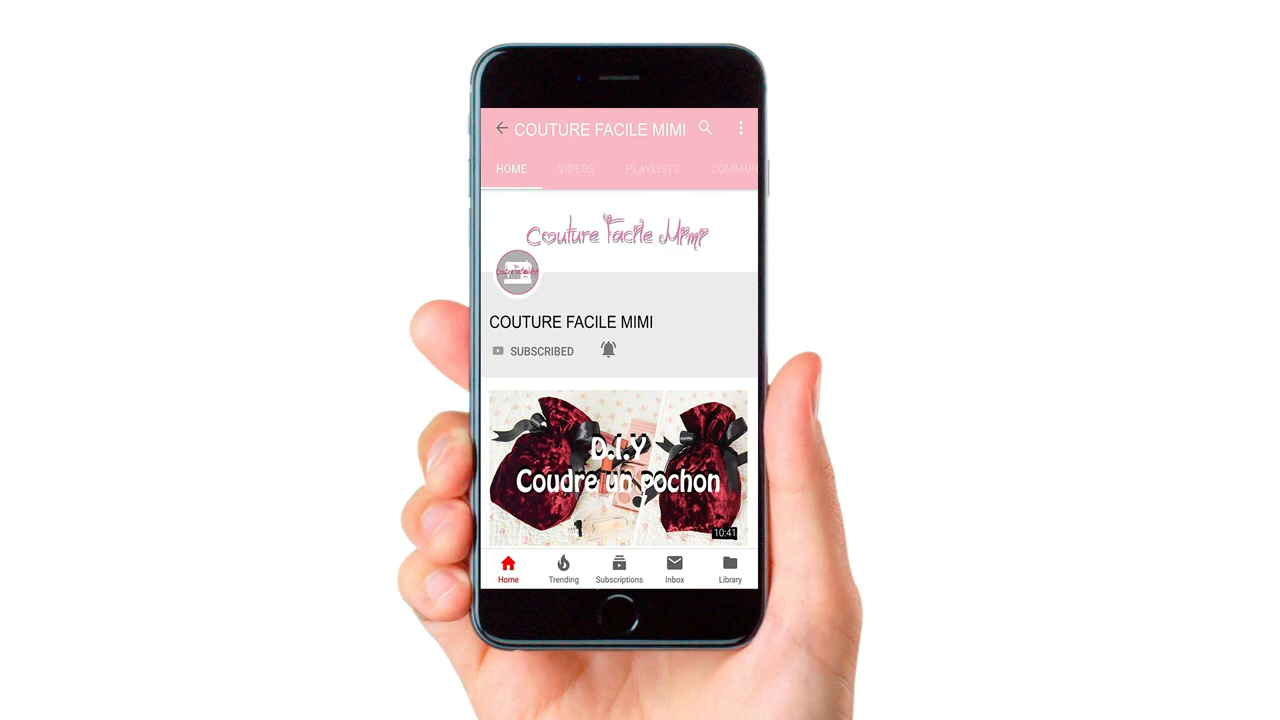 COUTURE FACILE MIMI
HOME VIDEOS PLAYLISTS COMMUN
Couture Facile Mimi
COUTURE FACILE MIMI
SUBSCRIBED
D.I.Y
Coudre un pochon
10:41
Home Trending Subscriptions Inbox Library